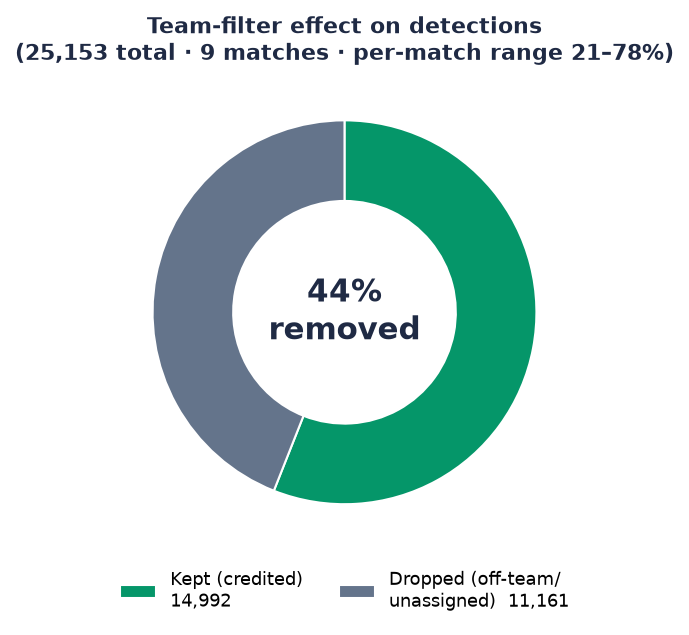 Team-filter effect on detections
(25,153 total · 9 matches · per-match range 21–78%)
44%
removed
Kept (credited)
14,992
Dropped (off-team/
unassigned)  11,161